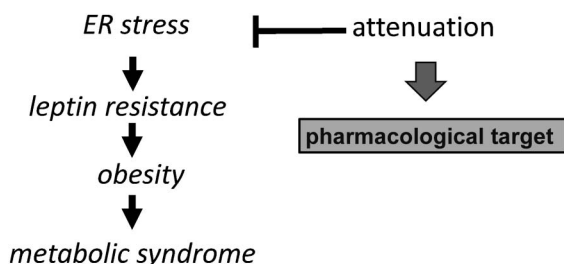 ER stress
attenuation
leptin resistance
pharmacological target
obesity
metabolic syndrome